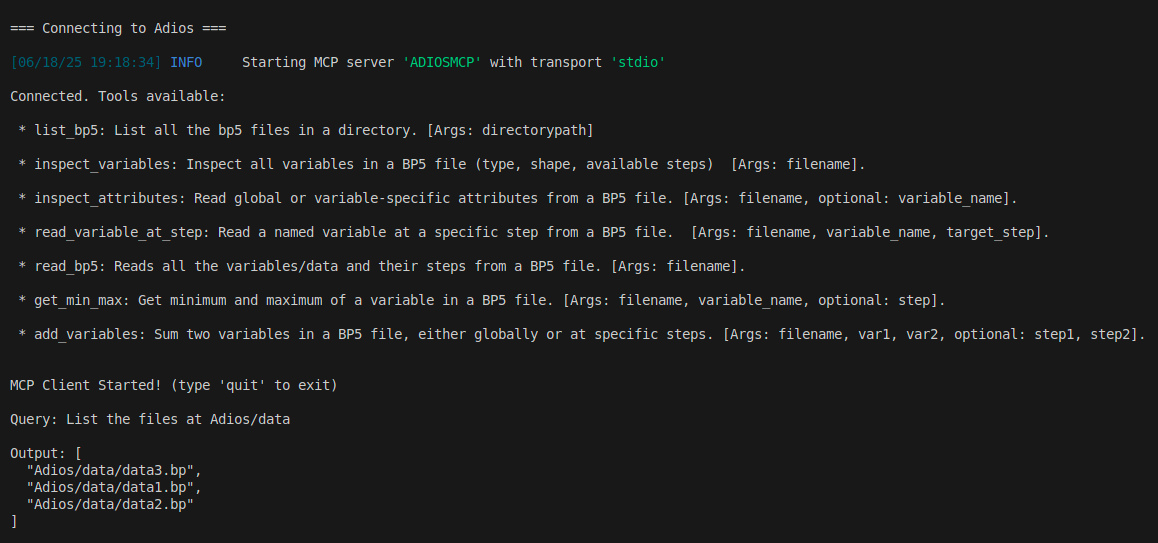 === Connecting to Adios ===
[06/18/25 19:18:34] INFO     Starting MCP server 'ADIOSMCP' with transport 'stdio'
Connected. Tools available:
* list_bp5: List all the bp5 files in a directory. [Args: directorypath]
* inspect_variables: Inspect all variables in a BP5 file (type, shape, available steps)  [Args: filename].
* inspect_attributes: Read global or variable-specific attributes from a BP5 file. [Args: filename, optional: variable_name].
* read_variable_at_step: Read a named variable at a specific step from a BP5 file.  [Args: filename, variable_name, target_step].
* read_bp5: Reads all the variables/data and their steps from a BP5 file. [Args: filename].
* get_min_max: Get minimum and maximum of a variable in a BP5 file. [Args: filename, variable_name, optional: step].
* add_variables: Sum two variables in a BP5 file, either globally or at specific steps. [Args: filename, var1, var2, optional: step1, step2].
MCP Client Started! (type 'quit' to exit)
Query: List the files at Adios/data
Output: [
  "Adios/data/data3.bp",
  "Adios/data/data1.bp",
  "Adios/data/data2.bp"
]